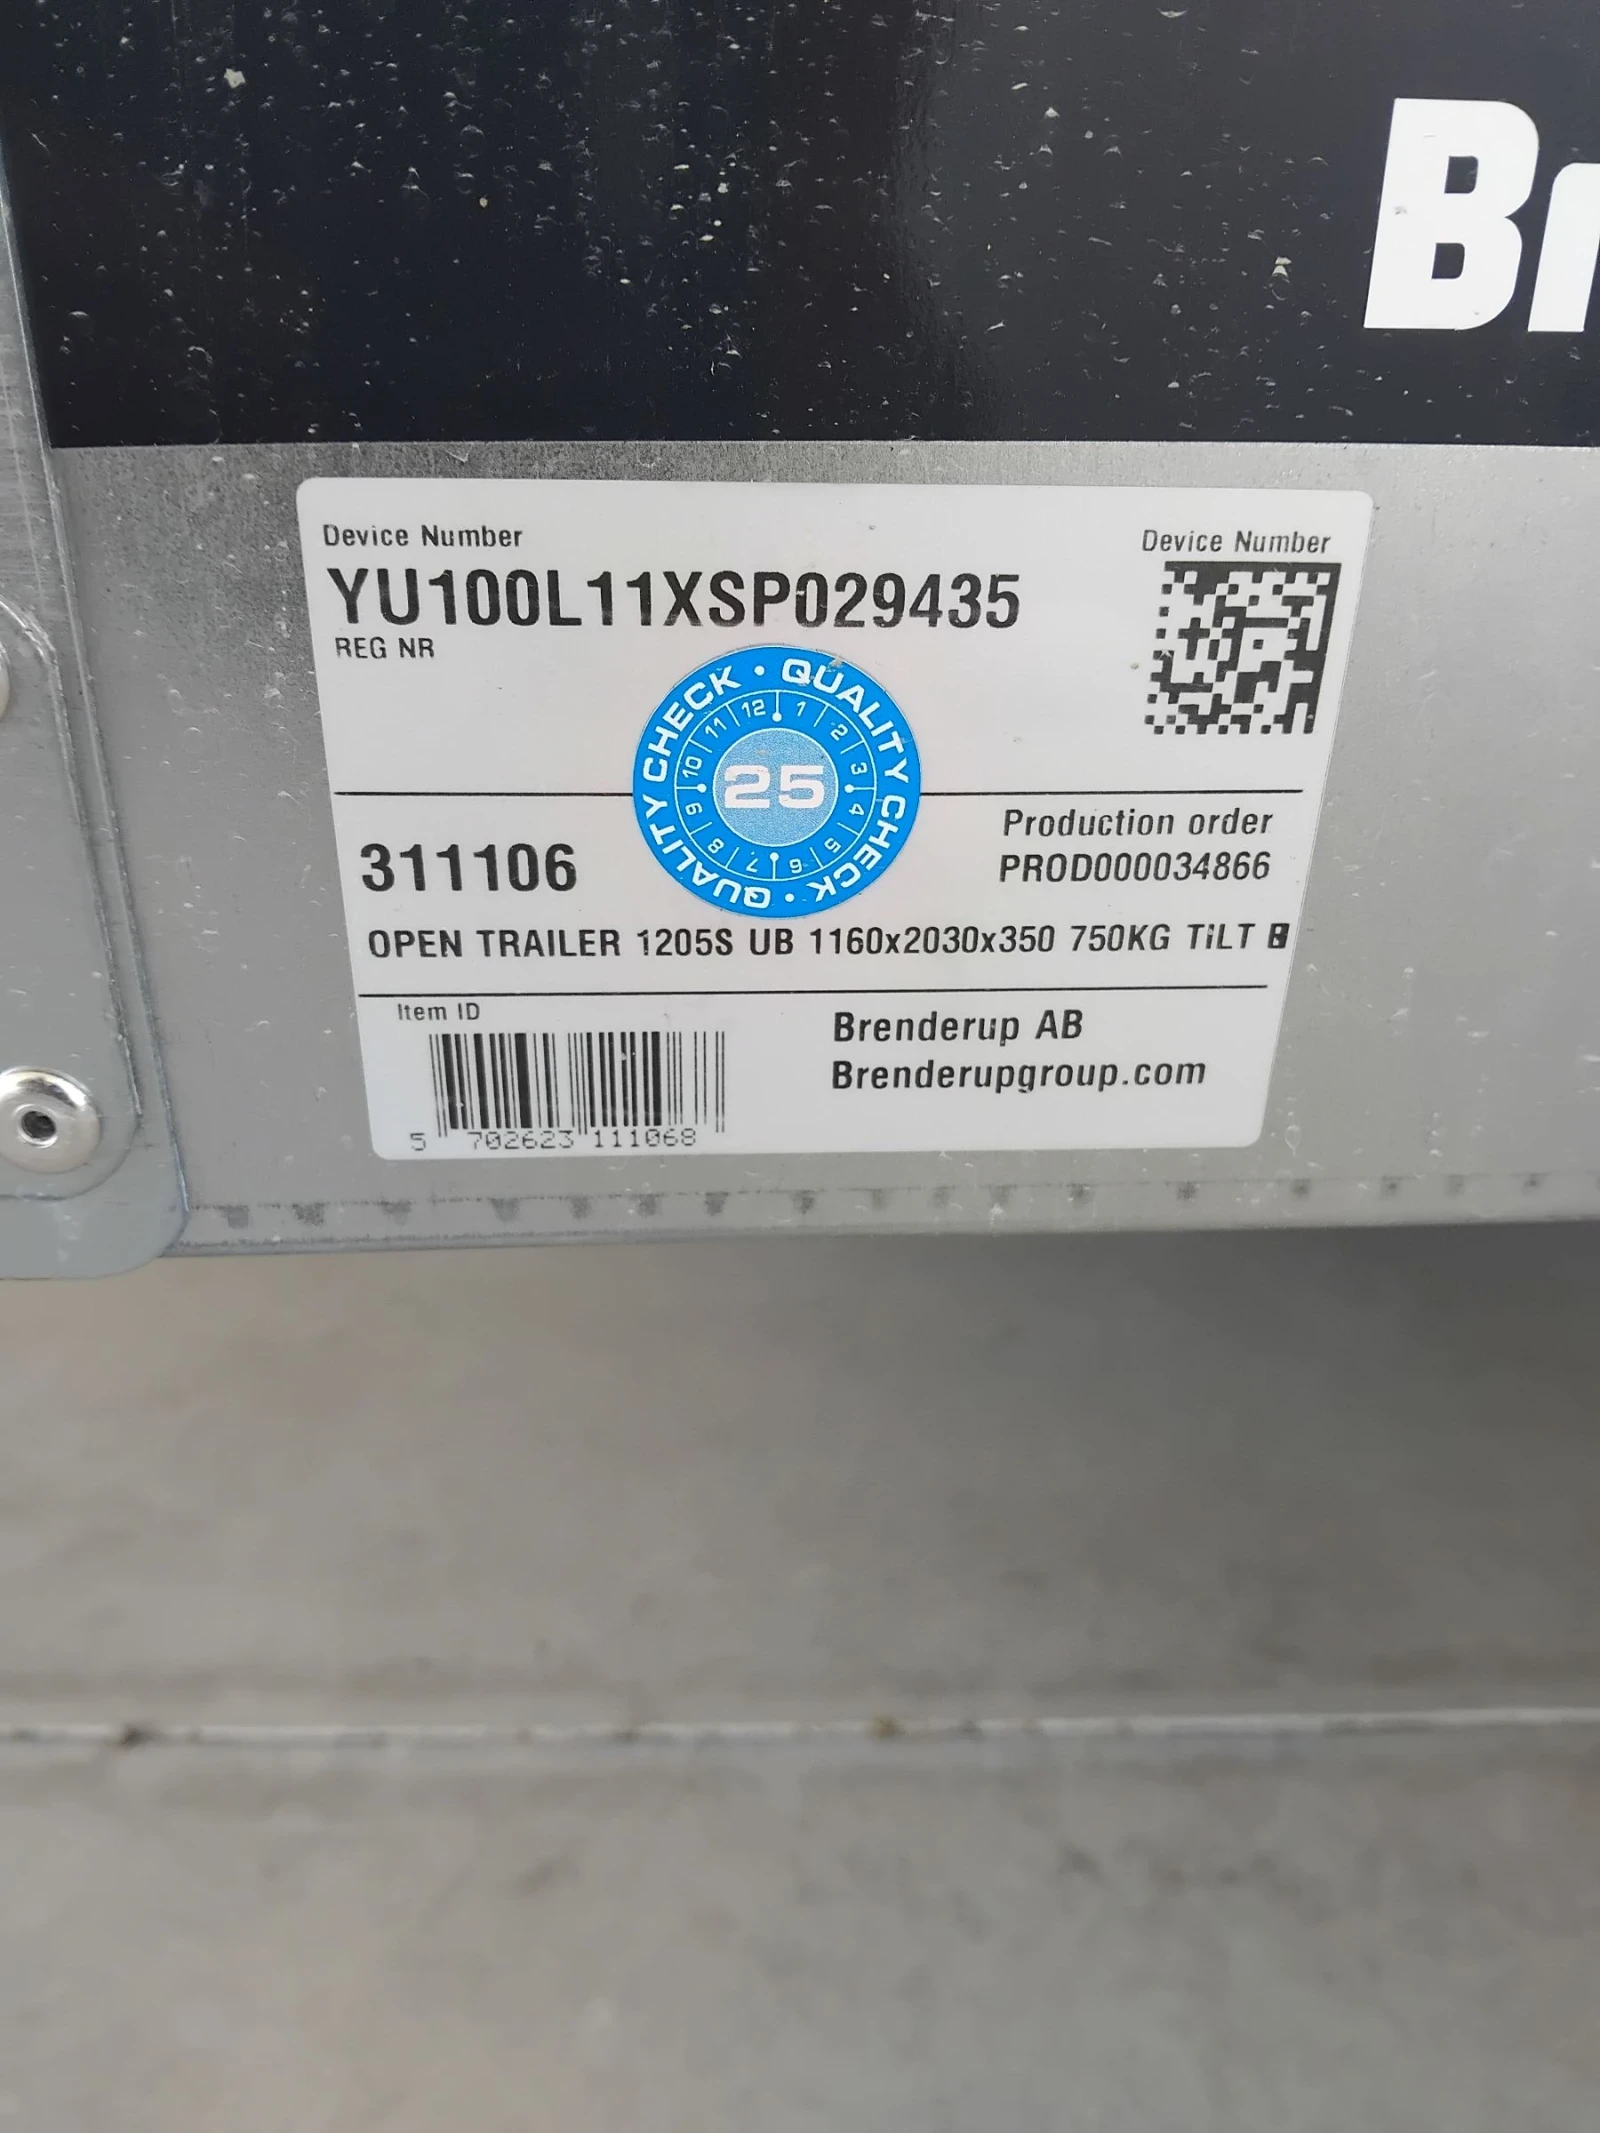 Br
Device Number
Device Number
YU100L11XSP029435
REG NR
QUALITY CHECK · QUALITY CHECK ·
12 1 2 3 4 5 6 7 8 9 10 11
25
Production order
311106
PROD000034866
OPEN TRAILER 1205S UB 1160x2030x350 750KG TiLT
Item ID
Brenderup AB
Brenderupgroup.com
5 702623 111068